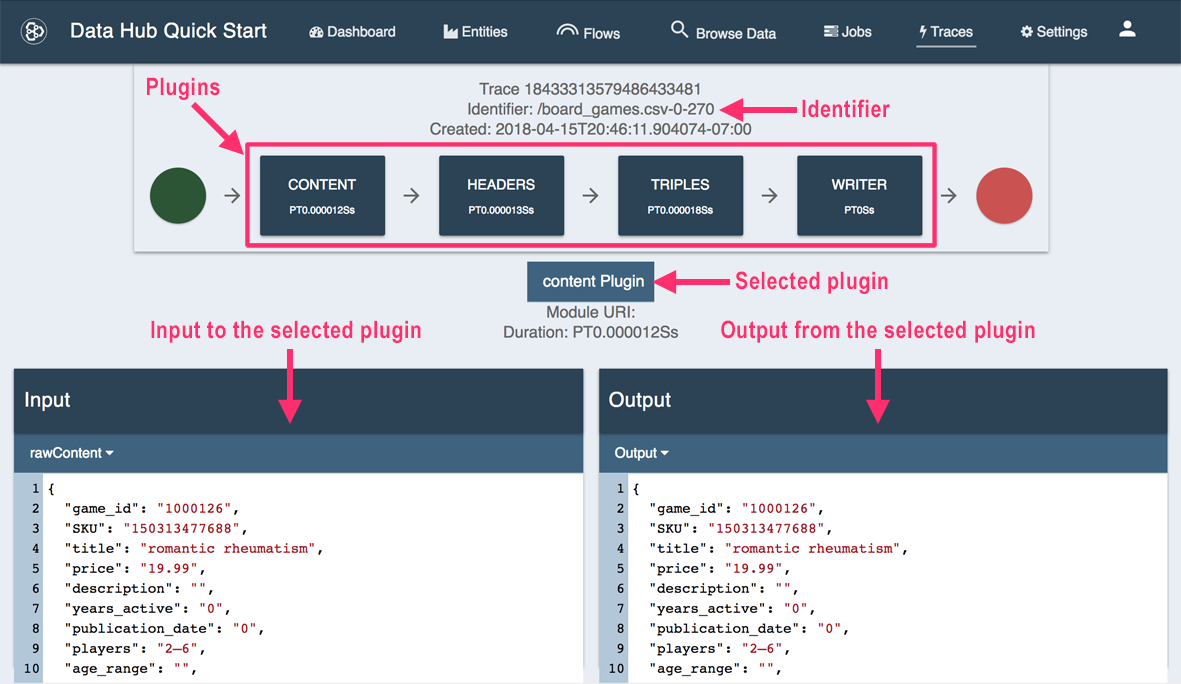 Data Hub Quick Start Dashboard Entities Flows Browse Data Jobs Traces Settings
Plugins
Trace 18433313579486433481
Identifier: /board_games.csv-0-270
Identifier
Created: 2018-04-15T20:46:11.904074-07:00
CONTENT HEADERS TRIPLES WRITER
PT0.000012Ss PT0.000013Ss PT0.000018Ss PT0Ss
content Plugin
Selected plugin
Module URI:
Duration: PT0.000012Ss
Input to the selected plugin
Output from the selected plugin
Input
rawContent
1 {
2 "game_id": "1000126",
3 "SKU": "150313477688",
4 "title": "romantic rheumatism",
5 "price": "19.99",
6 "description": "",
7 "years_active": "0",
8 "publication_date": "0",
9 "players": "2–6",
10 "age_range": "",
Output
Output
1 {
2 "game_id": "1000126",
3 "SKU": "150313477688",
4 "title": "romantic rheumatism",
5 "price": "19.99",
6 "description": "",
7 "years_active": "0",
8 "publication_date": "0",
9 "players": "2–6",
10 "age_range": "",